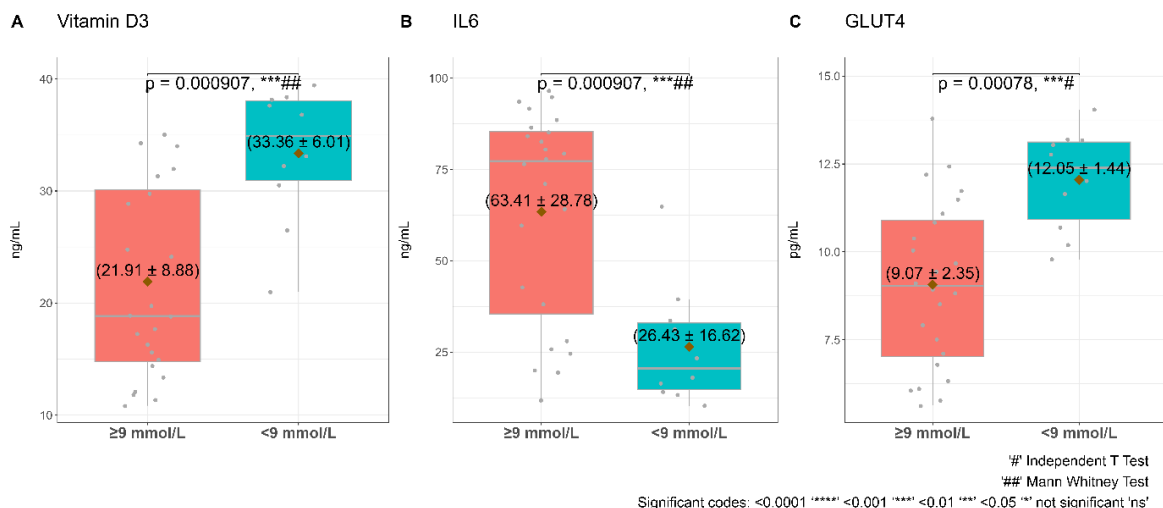 A Vitamin D3
ng/mL
40
30
20
10
p = 0.000907, ***##
(33.36 ± 6.01)
(21.91 ± 8.88)
≥9 mmol/L <9 mmol/L
B IL6
ng/mL
100
75
50
25
p = 0.000907, ***##
(63.41 ± 28.78)
(26.43 ± 16.62)
≥9 mmol/L <9 mmol/L
C GLUT4
pg/mL
15.0
12.5
10.0
7.5
p = 0.00078, ***#
(12.05 ± 1.44)
(9.07 ± 2.35)
≥9 mmol/L <9 mmol/L
'#' Independent T Test
'##' Mann Whitney Test
Significant codes: <0.0001 '****' <0.001 '***' <0.01 '**' <0.05 '*' not significant 'ns'